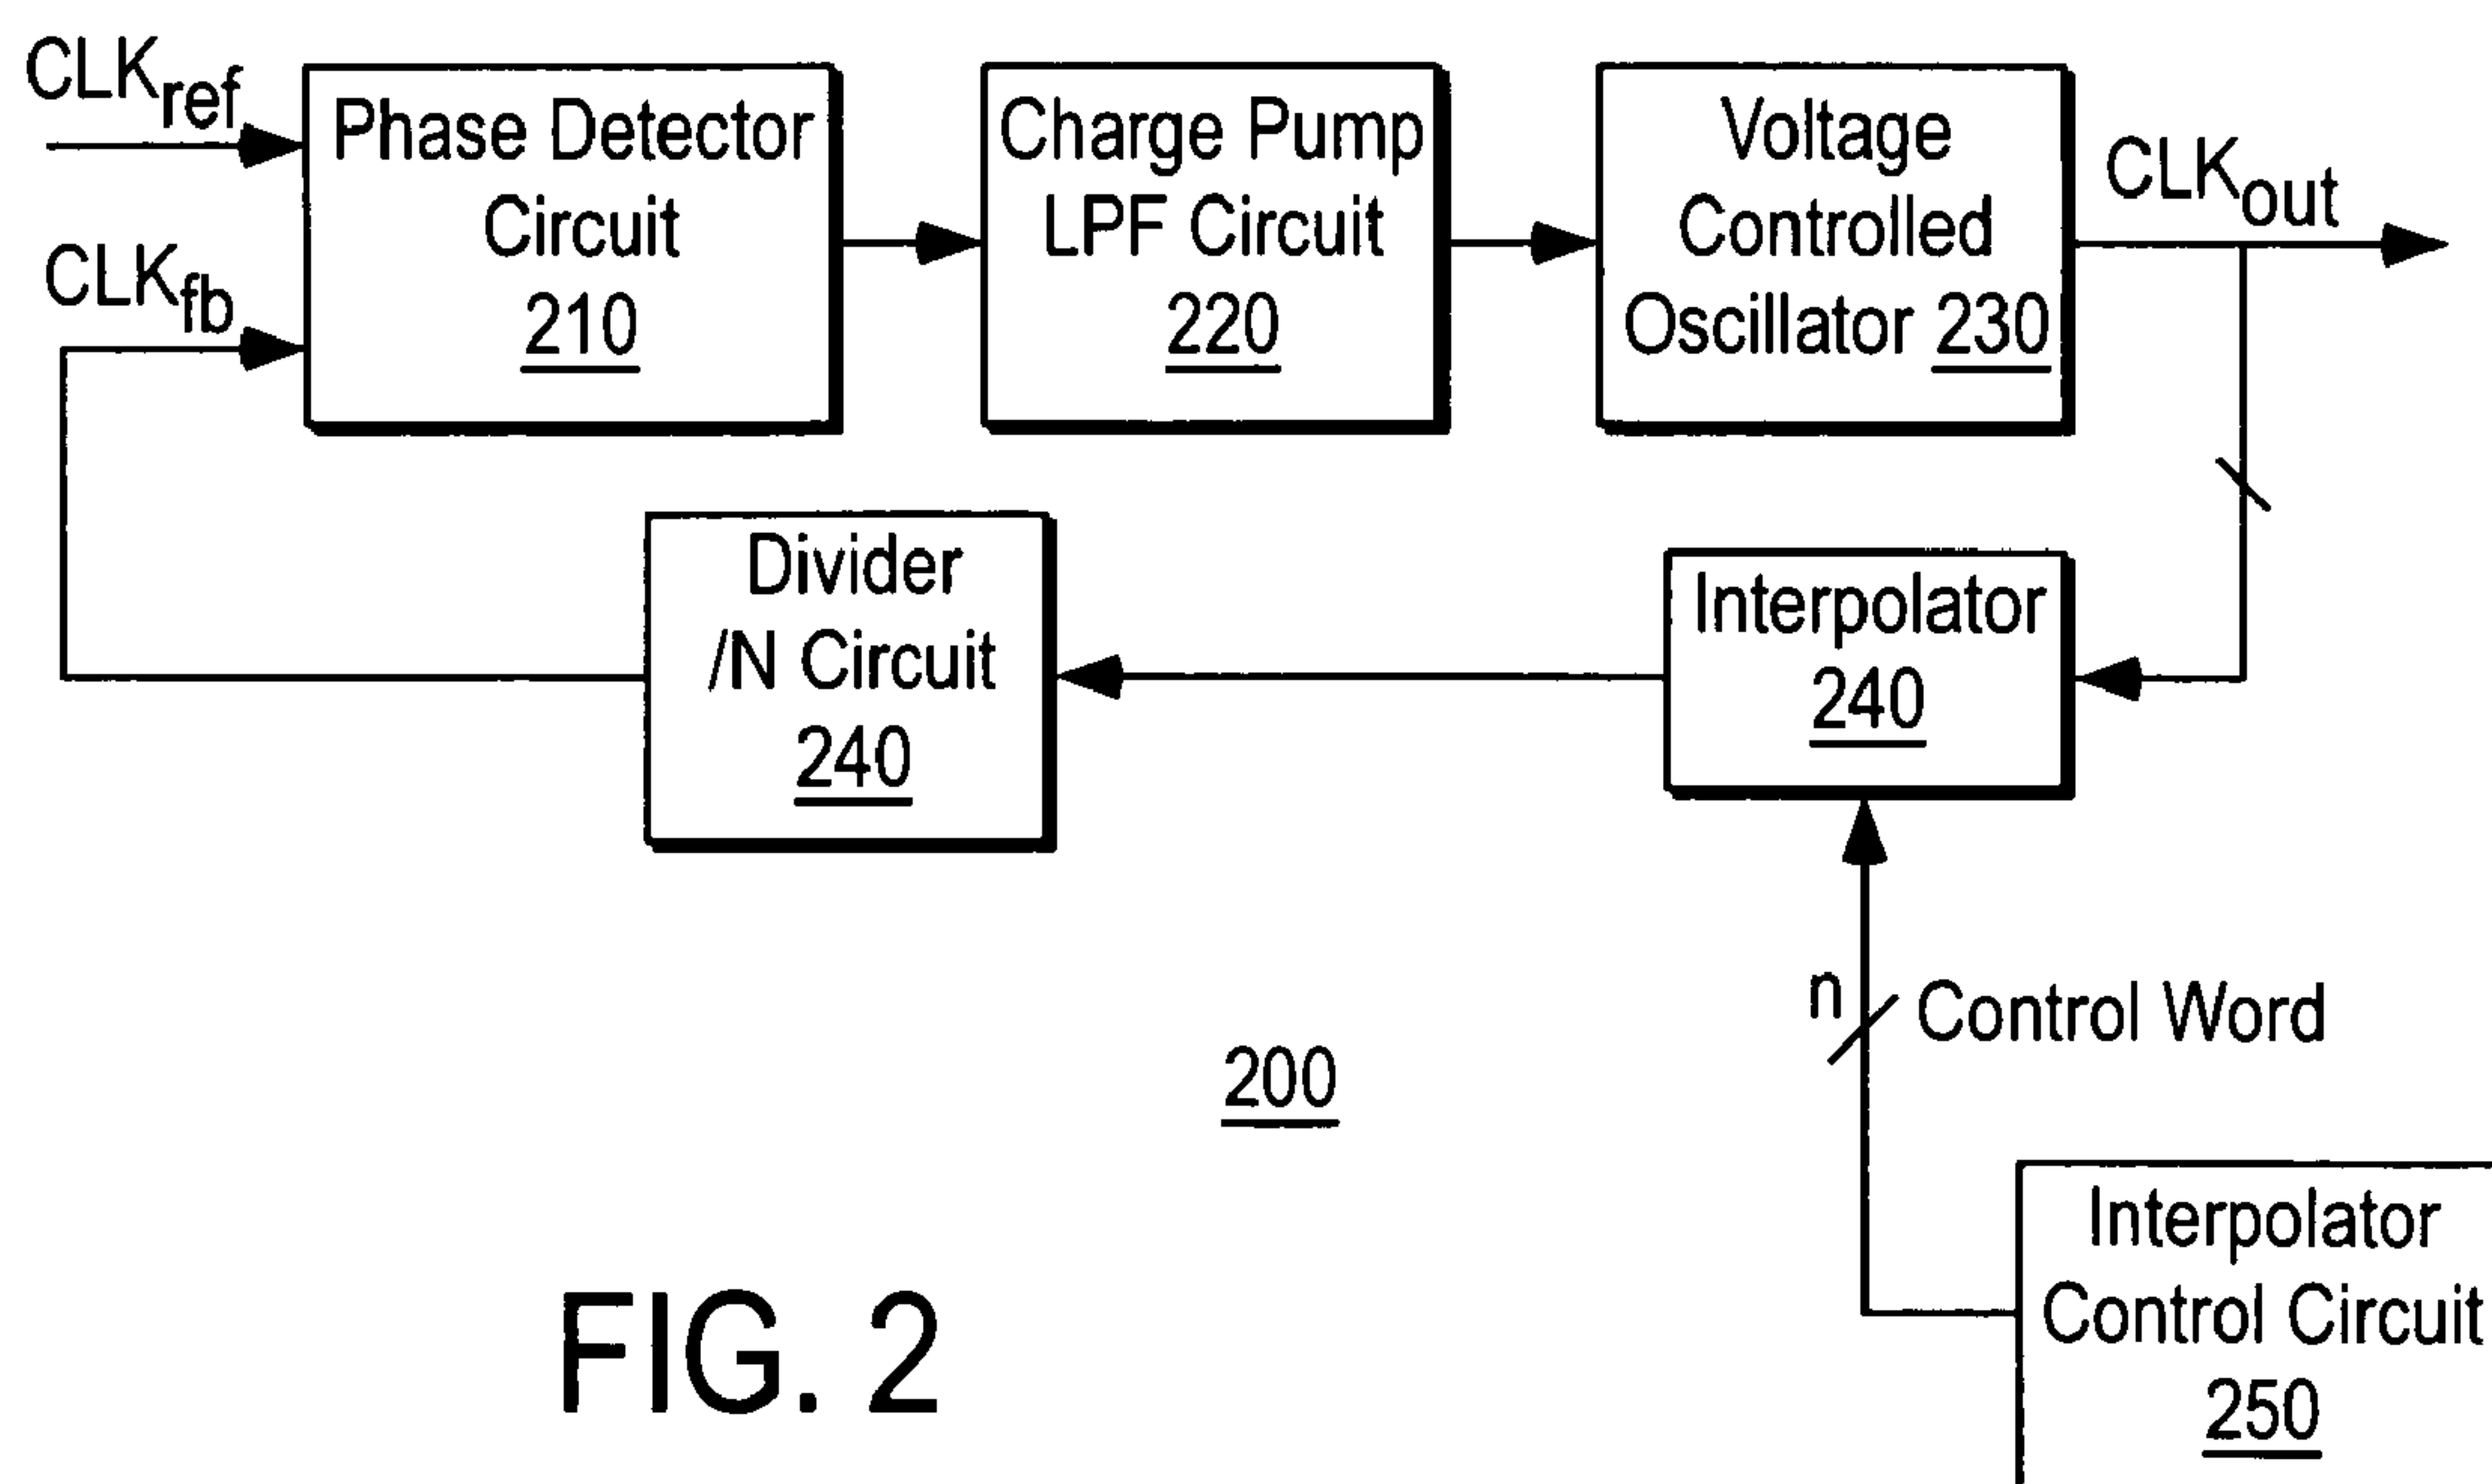 CLKref
CLKfb
Phase Detector
Circuit
210
Charge Pump
LPF Circuit
220
Voltage
Controlled
Oscillator 230
CLKout
Divider
/N Circuit
240
Interpolator
240
n
Control Word
200
Interpolator
Control Circuit
250
FIG. 2